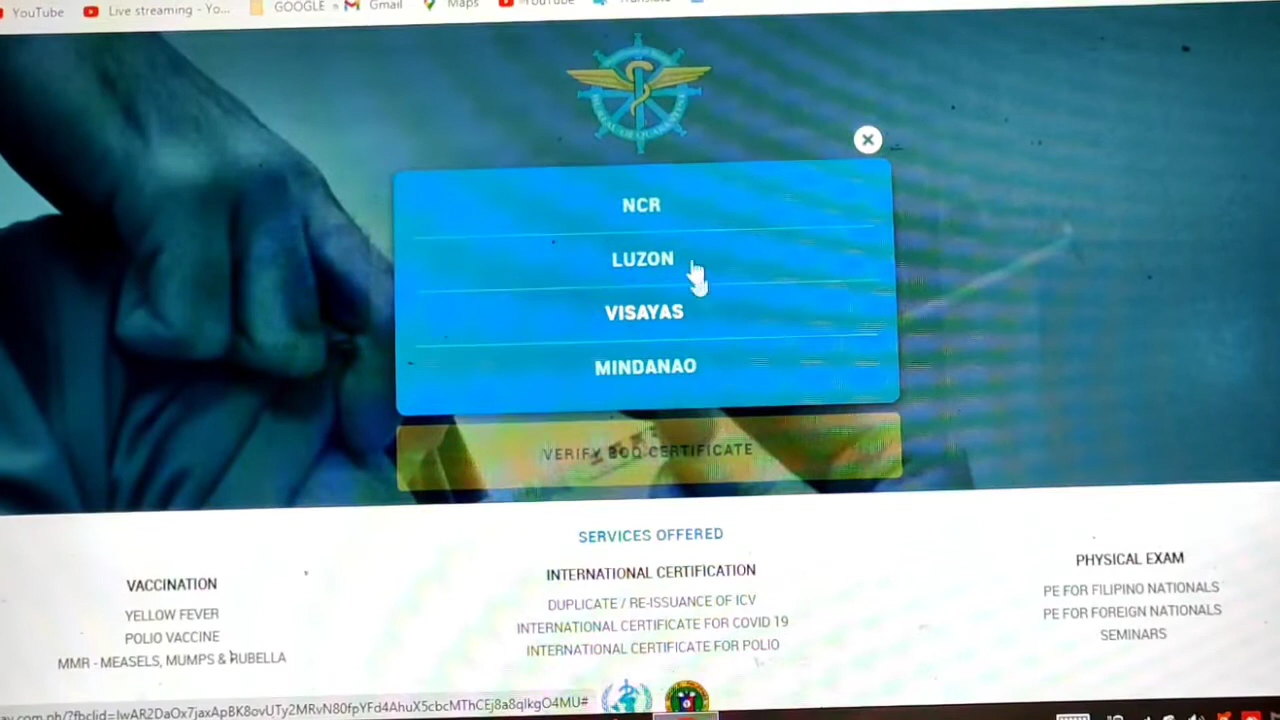 YouTube
Live streaming - Yo...
GOOGLE
Gmail
Maps
YouTube
Translate
NCR
LUZON
VISAYAS
MINDANAO
VERIFY BOQ CERTIFICATE
SERVICES OFFERED
VACCINATION
YELLOW FEVER
POLIO VACCINE
MMR - MEASELS, MUMPS & RUBELLA
INTERNATIONAL CERTIFICATION
DUPLICATE / RE-ISSUANCE OF ICV
INTERNATIONAL CERTIFICATE FOR COVID 19
INTERNATIONAL CERTIFICATE FOR POLIO
PHYSICAL EXAM
PE FOR FILIPINO NATIONALS
PE FOR FOREIGN NATIONALS
SEMINARS